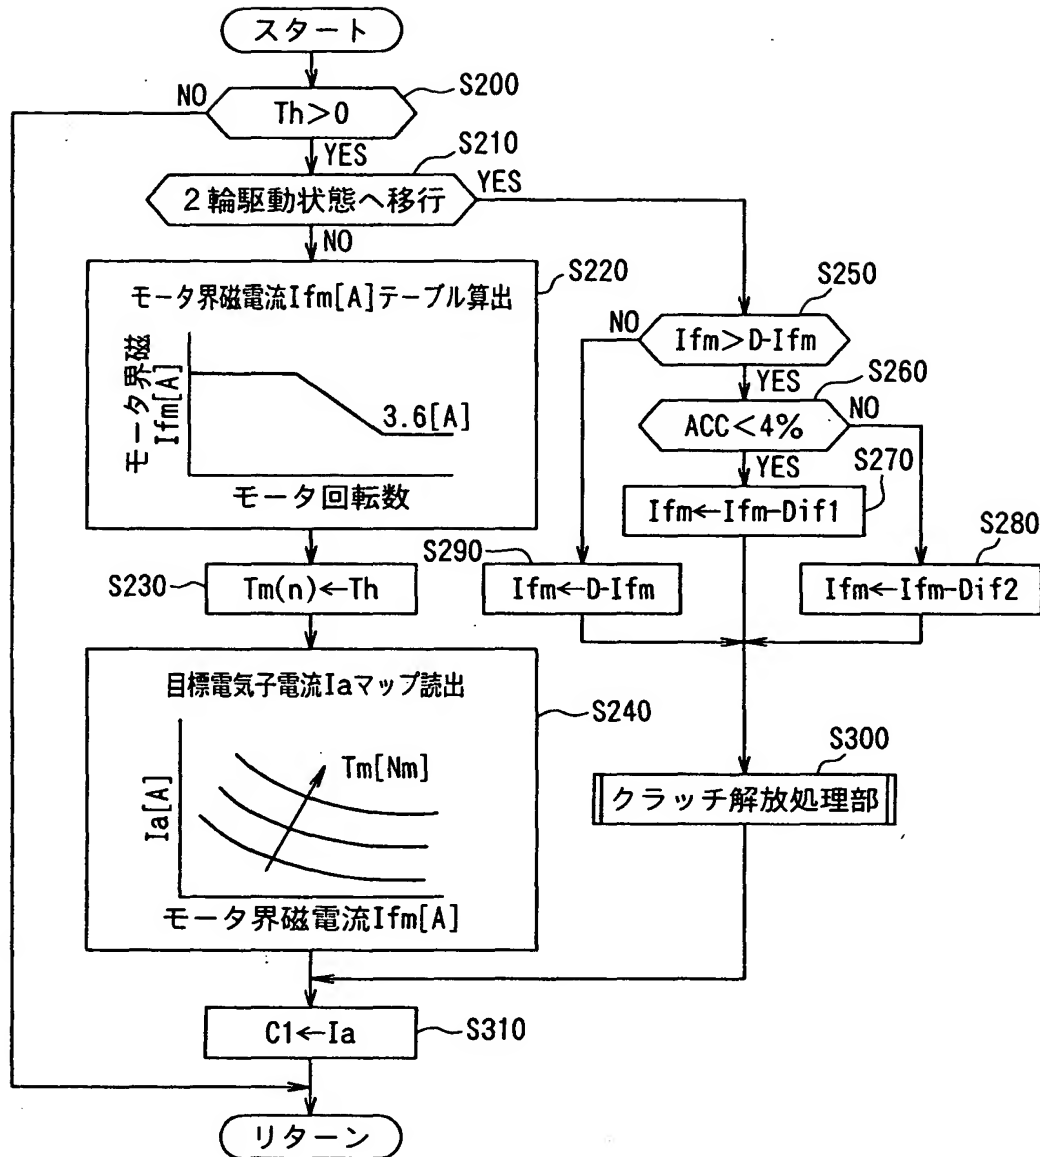 スタート
S200
NO
Th>0
YES
S210
2輪駆動状態へ移行
YES
NO
S220
モータ界磁電流Ifm[A]テーブル算出
モータ界磁
Ifm[A]
3.6[A]
モータ回転数
S230
Tm(n)←Th
S240
目標電気子電流Iaマップ読出
Ia[A]
Tm[Nm]
モータ界磁電流Ifm[A]
S250
NO
Ifm>D-Ifm
YES
S260
ACC<4%
NO
YES
S270
Ifm←Ifm-Dif1
S280
Ifm←Ifm-Dif2
S290
Ifm←D-Ifm
S300
クラッチ解放処理部
C1←Ia
S310
リターン